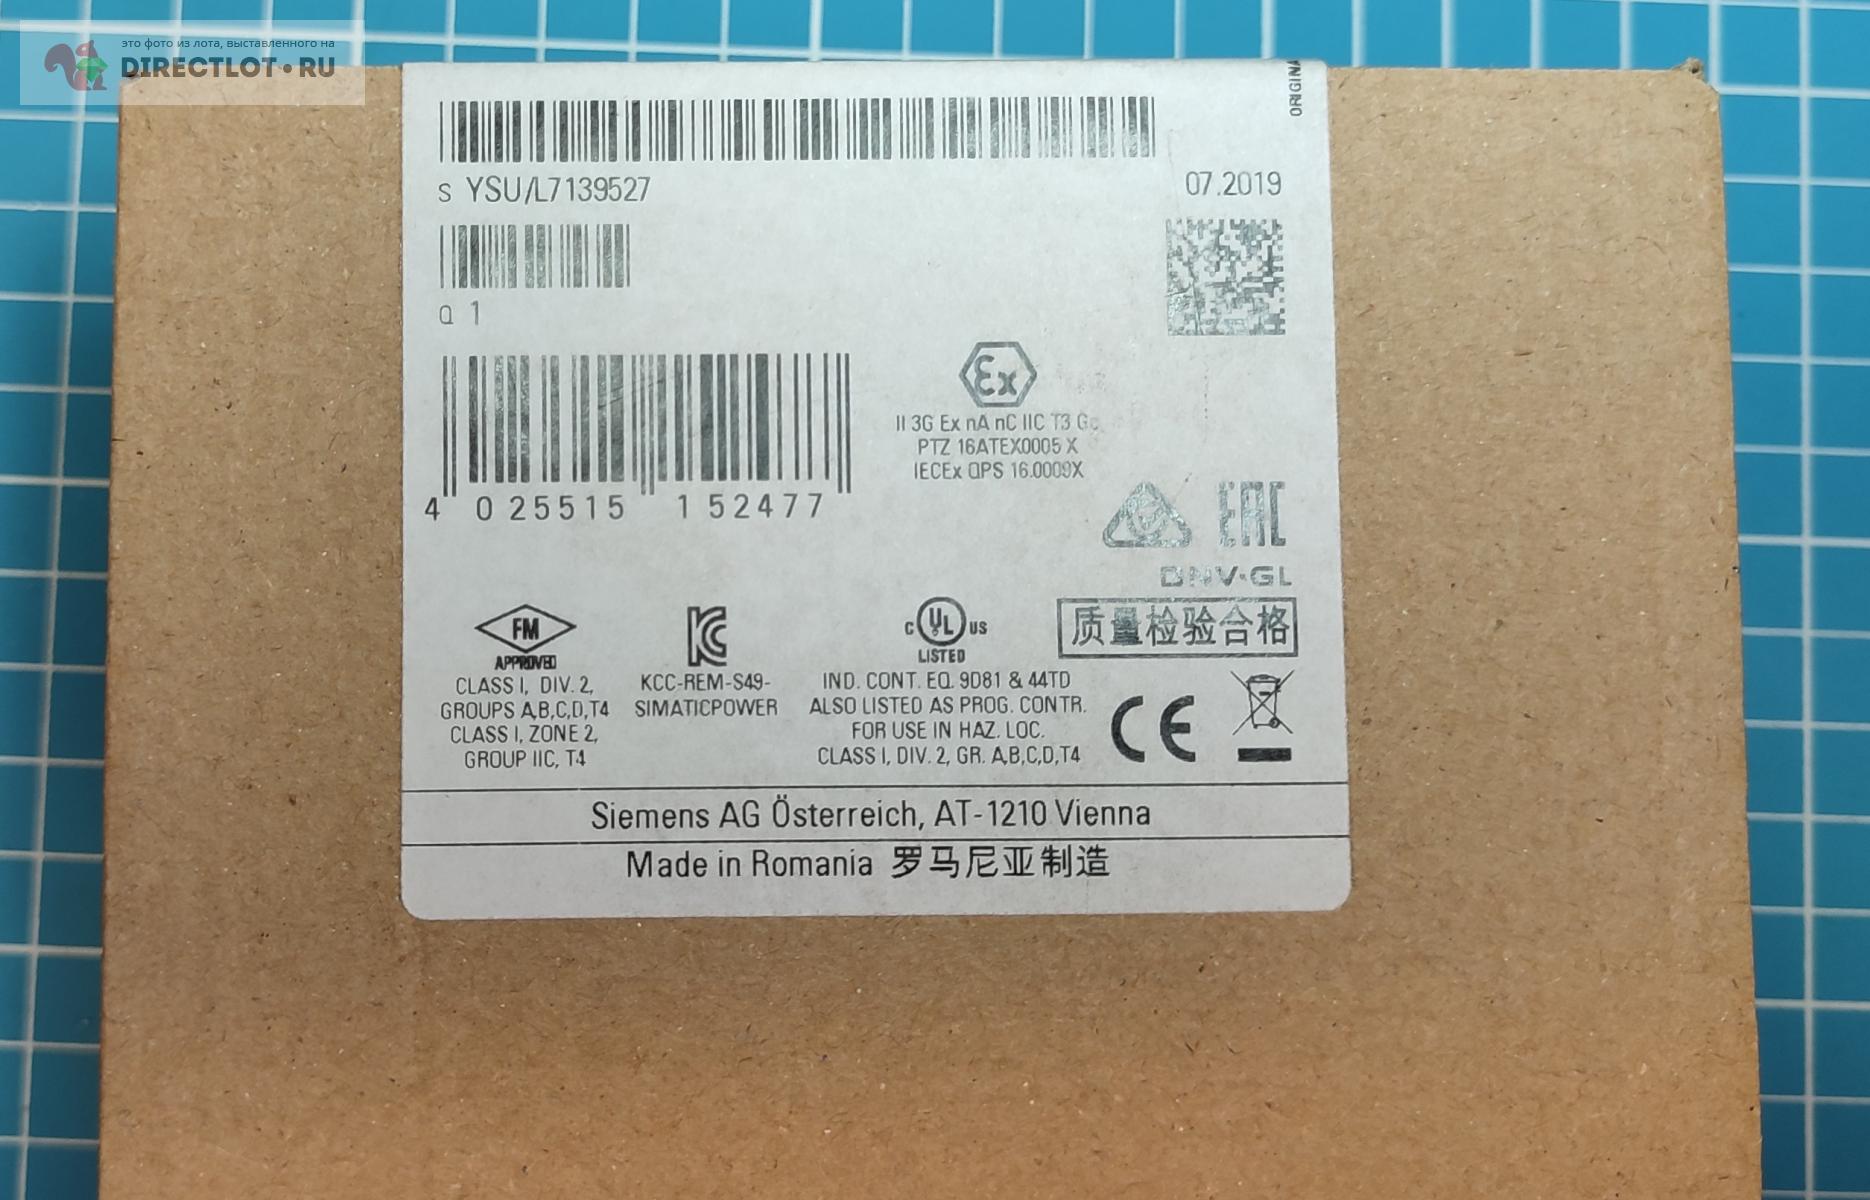 это фото из лота, выставленного на
DIRECTLOT•RU
ORIGINA
S YSU/L7139527
07.2019
Q 1
Ex
II 3G Ex nA nC IIC T3 Gc
PTZ 16ATEX0005 X
IECEx QPS 16.0009X
4 025515 152477
EAC
DNV·GL
FM
APPROVED
CLASS I, DIV. 2,
GROUPS A,B,C,D,T4
CLASS I, ZONE 2,
GROUP IIC, T4
KC
KCC-REM-S49-
SIMATICPOWER
C UL US
LISTED
IND. CONT. EQ. 9D81 & 44TD
ALSO LISTED AS PROG. CONTR.
FOR USE IN HAZ. LOC.
CLASS I, DIV. 2, GR. A,B,C,D,T4
质量检验合格
CE
Siemens AG Österreich, AT-1210 Vienna
Made in Romania 罗马尼亚制造